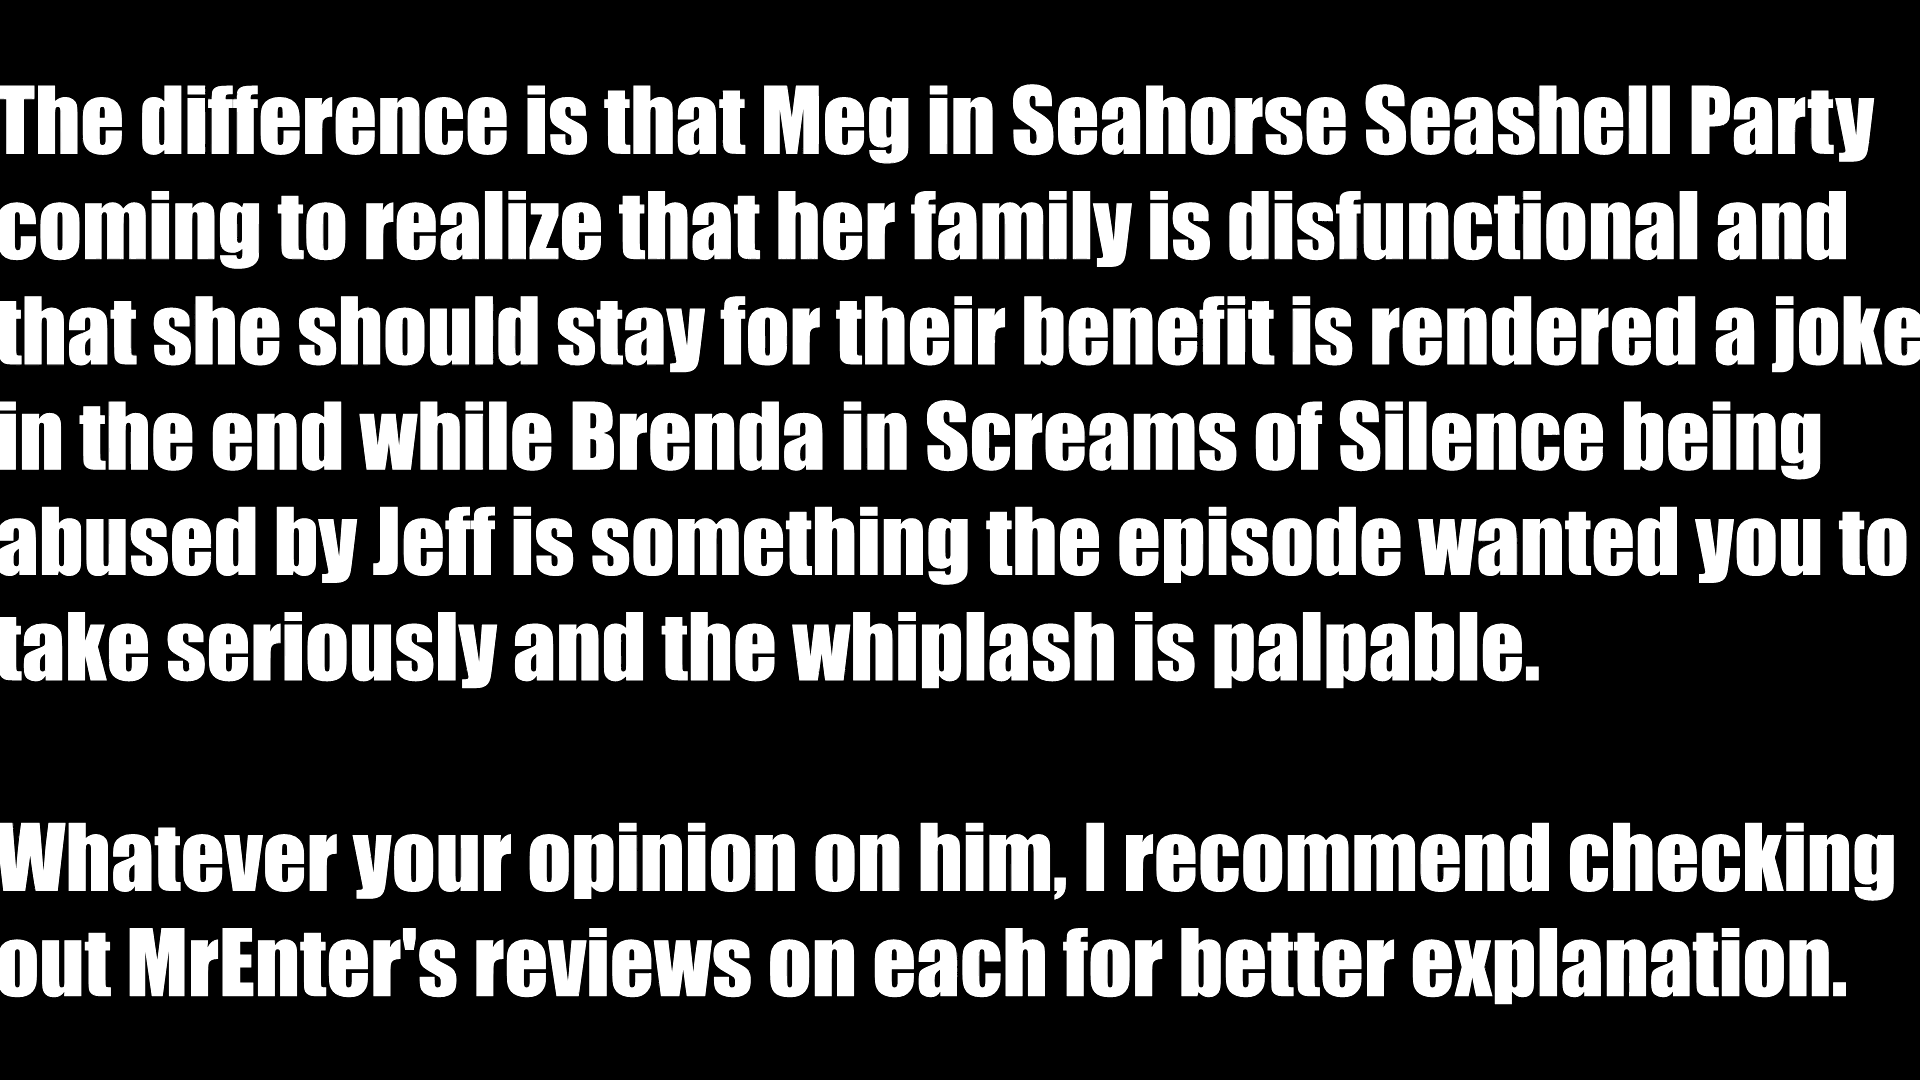 The difference is that Meg in Seahorse Seashell Party
coming to realize that her family is disfunctional and
that she should stay for their benefit is rendered a joke
in the end while Brenda in Screams of Silence being
abused by Jeff is something the episode wanted you to
take seriously and the whiplash is palpable.
Whatever your opinion on him, I recommend checking
out MrEnter's reviews on each for better explanation.